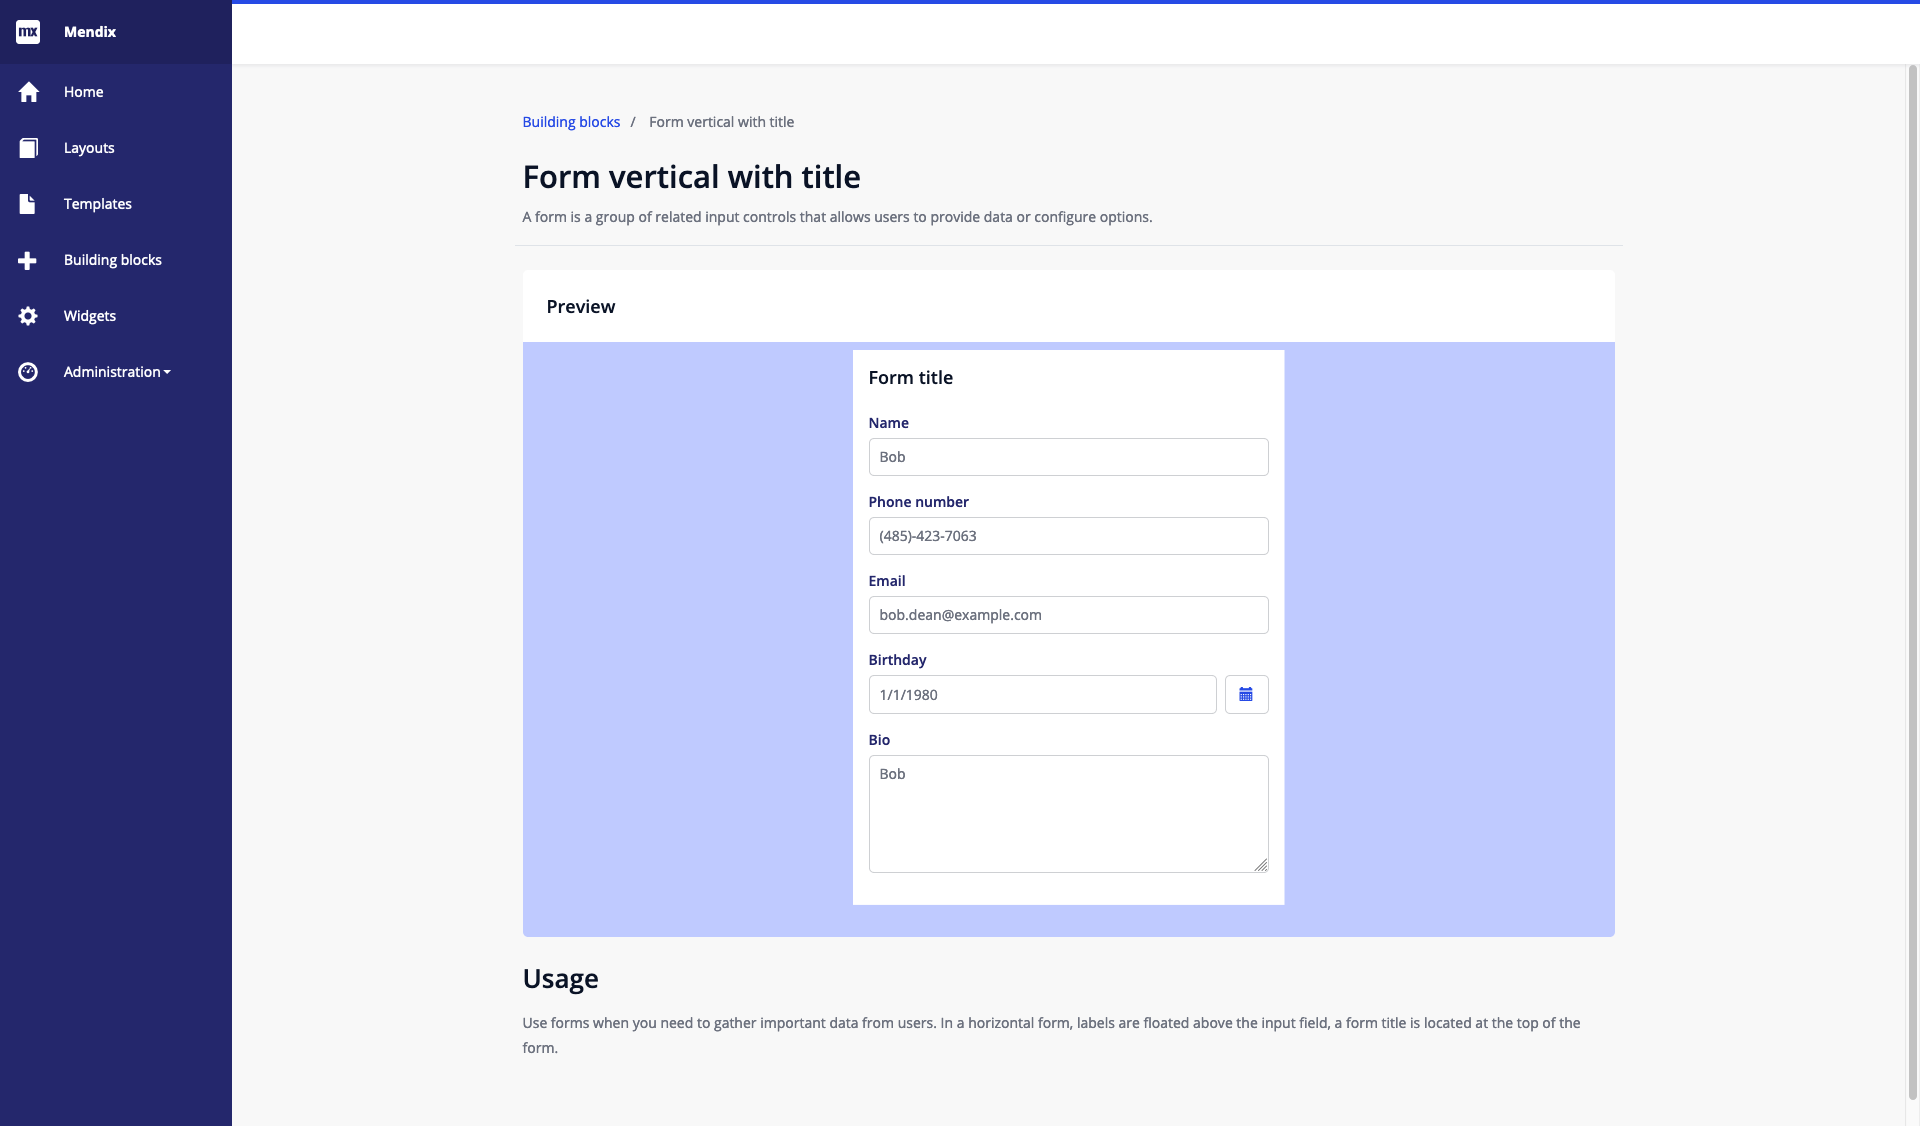 mx Mendix
Home
Layouts
Templates
Building blocks
Widgets
Administration
Building blocks / Form vertical with title
Form vertical with title
A form is a group of related input controls that allows users to provide data or configure options.
Preview
Form title
Name
Bob
Phone number
(485)-423-7063
Email
bob.dean@example.com
Birthday
1/1/1980
Bio
Bob
Usage
Use forms when you need to gather important data from users. In a horizontal form, labels are floated above the input field, a form title is located at the top of the
form.